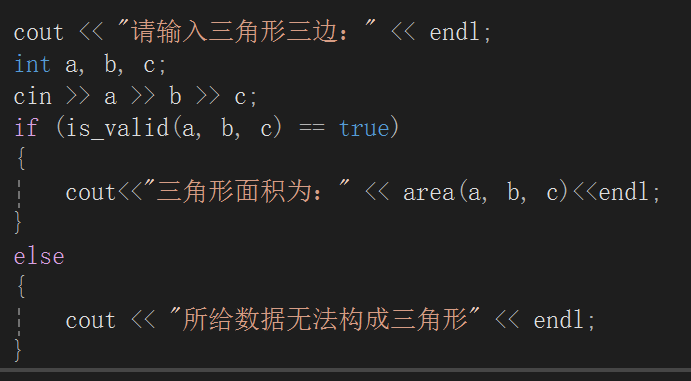 cout << "请输入三角形三边：" << endl;
int a, b, c;
cin >> a >> b >> c;
if (is_valid(a, b, c) == true)
{
cout<<"三角形面积为：" << area(a, b, c)<<endl;
}
else
{
cout << "所给数据无法构成三角形" << endl;
}